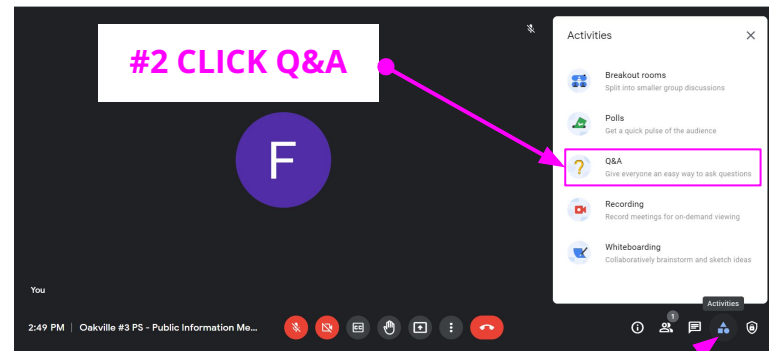 #2 CLICK Q&A
F
You
2:49 PM | Oakville #3 PS - Public Information Me...
CC
Activities
Breakout rooms
Split into smaller group discussions
Polls
Get a quick pulse of the audience
?
Q&A
Give everyone an easy way to ask questions
Recording
Record meetings for on-demand viewing
Whiteboarding
Collaboratively brainstorm and sketch ideas
Activities
1